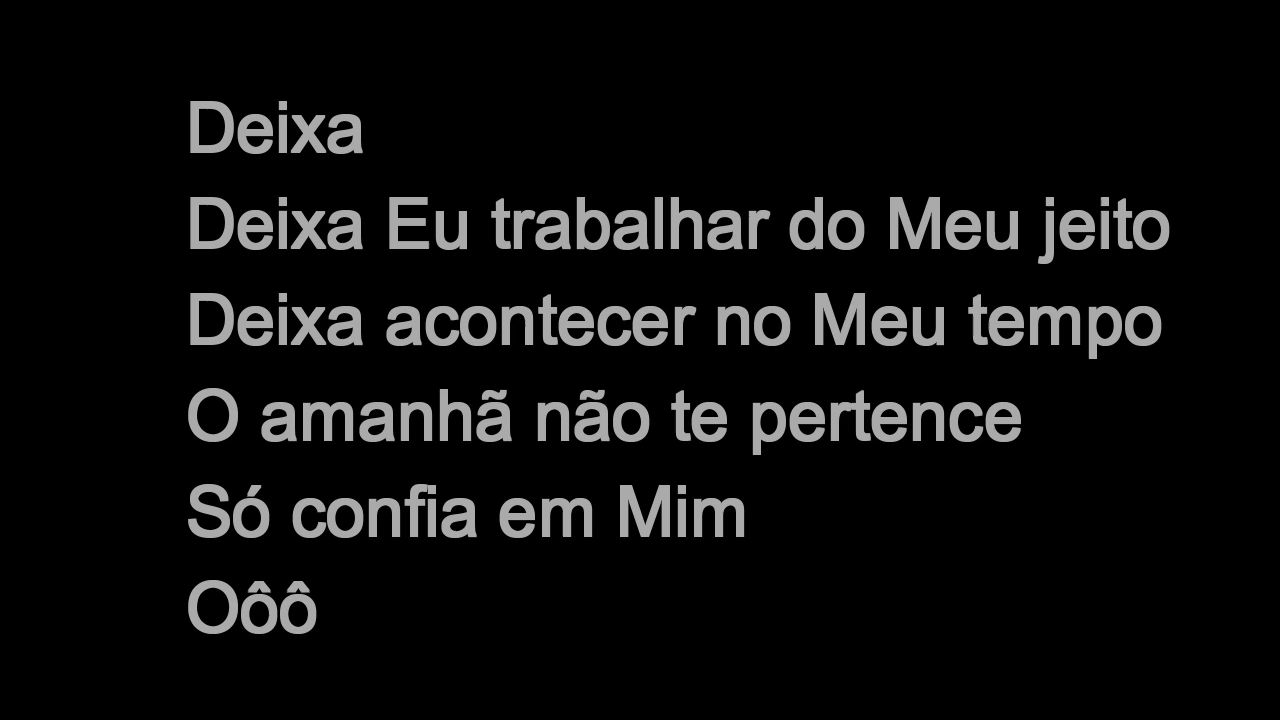 Deixa
Deixa Eu trabalhar do Meu jeito
Deixa acontecer no Meu tempo
O amanhã não te pertence
Só confia em Mim
Oôô